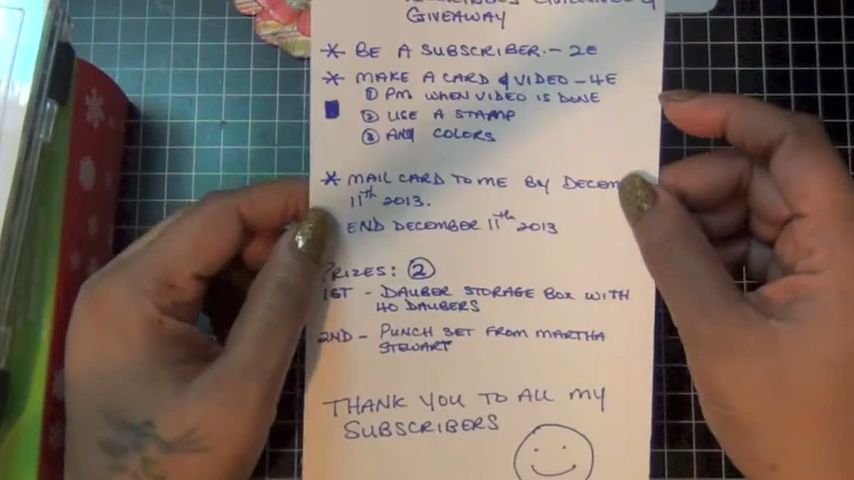 GIVEAWAY
* BE A SUBSCRIBER. - 2E
* MAKE A CARD & VIDEO - 4E
① PM WHEN VIDEO IS DONE
② USE A STAMP
③ ANY COLORS
* MAIL CARD TO ME BY DECEM
11th 2013.
END DECEMBER 11th 2013
PRIZES: ②
1ST - DAUBER STORAGE BOX WITH
40 DAUBERS
2ND - PUNCH SET FROM MARTHA
STEWART
THANK YOU TO ALL MY
SUBSCRIBERS